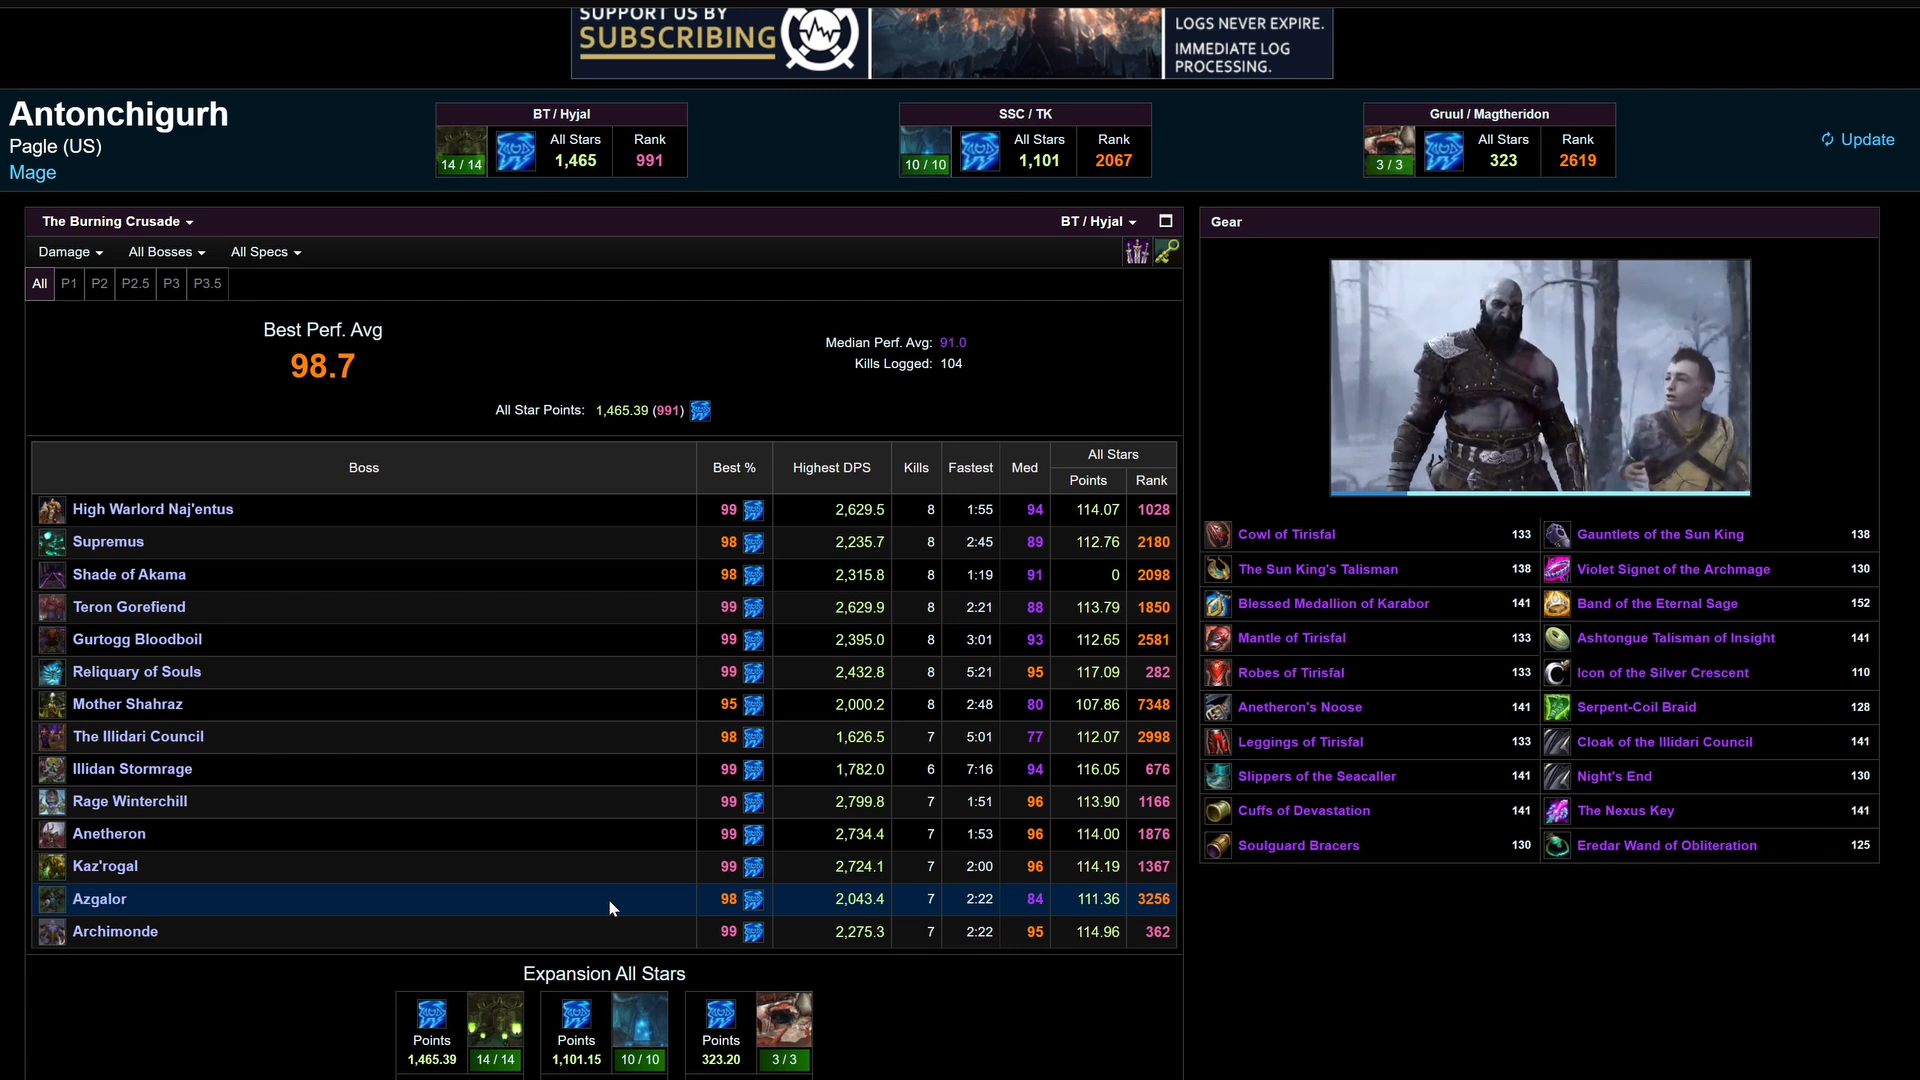 SUPPORT US BY
SUBSCRIBING
LOGS NEVER EXPIRE.
IMMEDIATE LOG
PROCESSING.
Antonchigurh
Pagle (US)
Mage
BT / Hyjal
14 / 14
All Stars
1,465
Rank
991
SSC / TK
10 / 10
All Stars
1,101
Rank
2067
Gruul / Magtheridon
3 / 3
All Stars
323
Rank
2619
Update
The Burning Crusade
BT / Hyjal
Damage All Bosses All Specs
All P1 P2 P2.5 P3 P3.5
Best Perf. Avg
98.7
Median Perf. Avg: 91.0
Kills Logged: 104
All Star Points: 1,465.39 (991)
Boss Best % Highest DPS Kills Fastest Med All Stars
Points Rank
High Warlord Naj'entus 99 2,629.5 8 1:55 94 114.07 1028
Supremus 98 2,235.7 8 2:45 89 112.76 2180
Shade of Akama 98 2,315.8 8 1:19 91 0 2098
Teron Gorefiend 99 2,629.9 8 2:21 88 113.79 1850
Gurtogg Bloodboil 99 2,395.0 8 3:01 93 112.65 2581
Reliquary of Souls 99 2,432.8 8 5:21 95 117.09 282
Mother Shahraz 95 2,000.2 8 2:48 80 107.86 7348
The Illidari Council 98 1,626.5 7 5:01 77 112.07 2998
Illidan Stormrage 99 1,782.0 6 7:16 94 116.05 676
Rage Winterchill 99 2,799.8 7 1:51 96 113.90 1166
Anetheron 99 2,734.4 7 1:53 96 114.00 1876
Kaz'rogal 99 2,724.1 7 2:00 96 114.19 1367
Azgalor 98 2,043.4 7 2:22 84 111.36 3256
Archimonde 99 2,275.3 7 2:22 95 114.96 362
Expansion All Stars
Points
1,465.39
14 / 14
Points
1,101.15
10 / 10
Points
323.20
3 / 3
Gear
Cowl of Tirisfal 133
Gauntlets of the Sun King 138
The Sun King's Talisman 138
Violet Signet of the Archmage 130
Blessed Medallion of Karabor 141
Band of the Eternal Sage 152
Mantle of Tirisfal 133
Ashtongue Talisman of Insight 141
Robes of Tirisfal 133
Icon of the Silver Crescent 110
Anetheron's Noose 141
Serpent-Coil Braid 128
Leggings of Tirisfal 133
Cloak of the Illidari Council 141
Slippers of the Seacaller 141
Night's End 130
Cuffs of Devastation 141
The Nexus Key 141
Soulguard Bracers 130
Eredar Wand of Obliteration 125